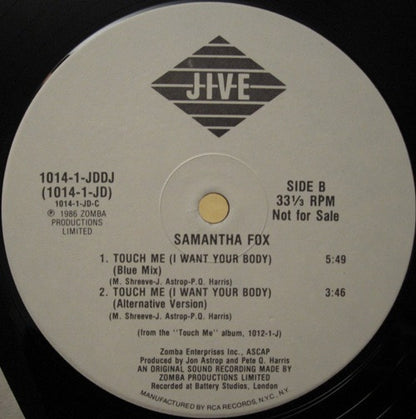 JIVE
1014-1-JDDJ
(1014-1-JD)
1014-1-JD-C
℗ 1986 ZOMBA
PRODUCTIONS
LIMITED
SIDE B
33⅓ RPM
Not for Sale
SAMANTHA FOX
1. TOUCH ME (I WANT YOUR BODY) 5:49
(Blue Mix)
(M. Shreeve-J. Astrop-P.Q. Harris)
2. TOUCH ME (I WANT YOUR BODY) 3:46
(Alternative Version)
(M. Shreeve-J. Astrop-P.Q. Harris)
(from the "Touch Me" album, 1012-1-J)
Zomba Enterprises Inc., ASCAP
Produced by Jon Astrop and Pete Q. Harris
AN ORIGINAL SOUND RECORDING MADE BY
ZOMBA PRODUCTIONS LIMITED
Recorded at Battery Studios, London
MANUFACTURED BY RCA RECORDS, N.Y.C., N.Y.